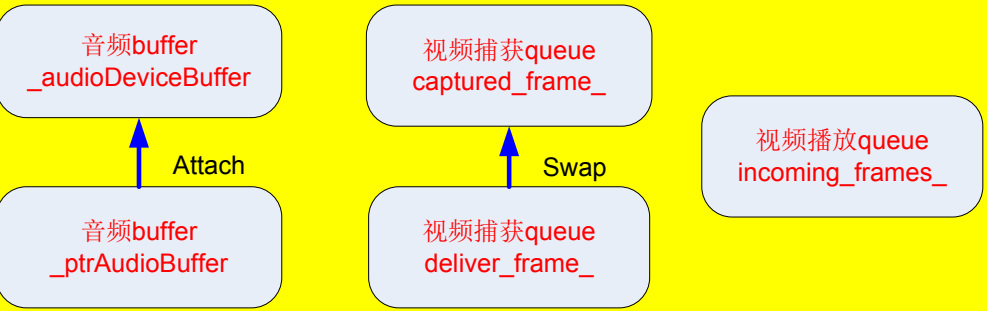 音频buffer
_audioDeviceBuffer
视频捕获queue
captured_frame_
视频播放queue
incoming_frames_
Attach
Swap
音频buffer
_ptrAudioBuffer
视频捕获queue
deliver_frame_